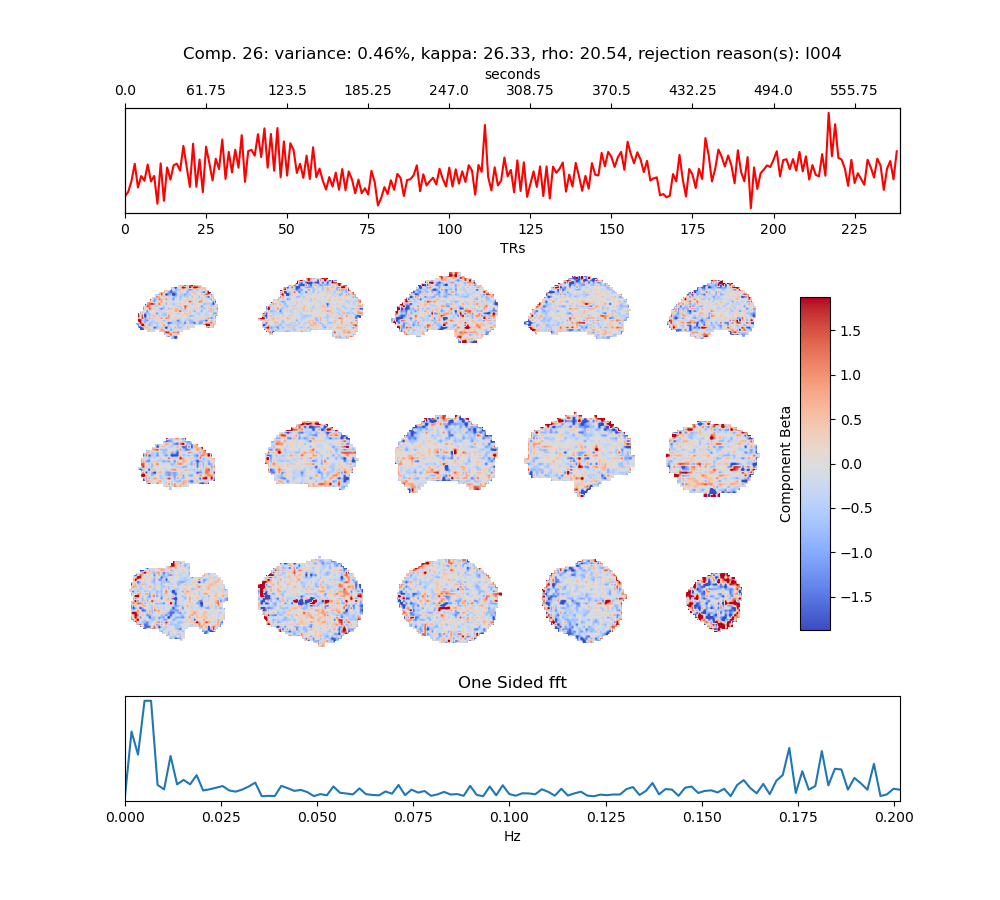 Comp. 26: variance: 0.46%, kappa: 26.33, rho: 20.54, rejection reason(s): I004
seconds
0.0 61.75 123.5 185.25 247.0 308.75 370.5 432.25 494.0 555.75
0 25 50 75 100 125 150 175 200 225
TRs
1.5
1.0
0.5
0.0
−0.5
−1.0
−1.5
Component Beta
One Sided fft
0.000 0.025 0.050 0.075 0.100 0.125 0.150 0.175 0.200
Hz